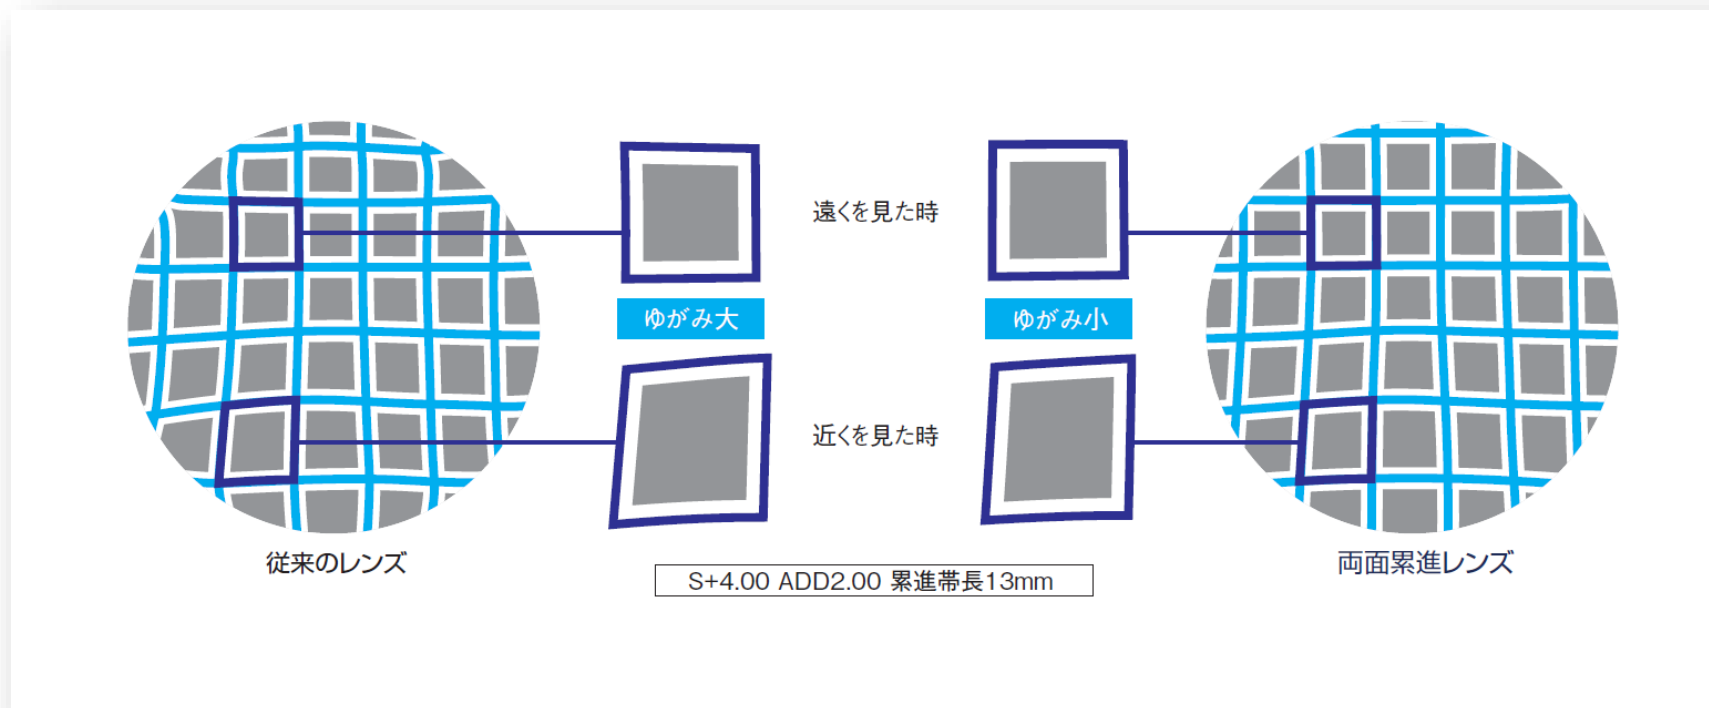 遠くを見た時
ゆがみ大
ゆがみ小
近くを見た時
従来のレンズ
両面累進レンズ
S+4.00 ADD2.00 累進帯長13mm